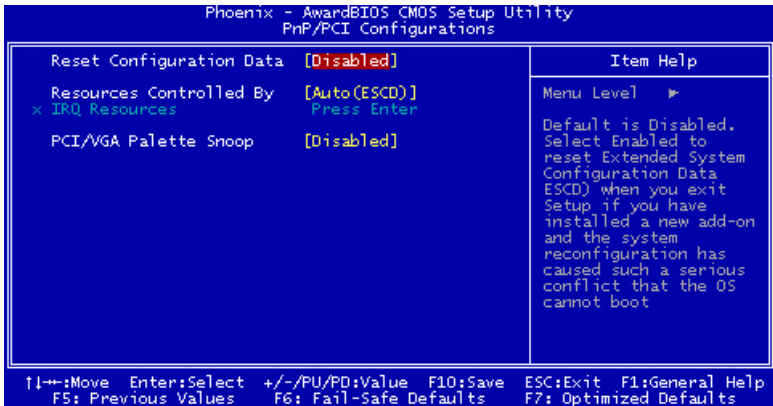 Phoenix - AwardBIOS CMOS Setup Utility
PnP/PCI Configurations
Reset Configuration Data [Disabled]
Resources Controlled By [Auto(ESCD)]
x IRQ Resources Press Enter
PCI/VGA Palette Snoop [Disabled]
Item Help
Menu Level ►
Default is Disabled.
Select Enabled to
reset Extended System
Configuration Data
ESCD) when you exit
Setup if you have
installed a new add-on
and the system
reconfiguration has
caused such a serious
conflict that the OS
cannot boot
↑↓→←:Move Enter:Select +/-/PU/PD:Value F10:Save ESC:Exit F1:General Help
F5: Previous Values F6: Fail-Safe Defaults F7: Optimized Defaults